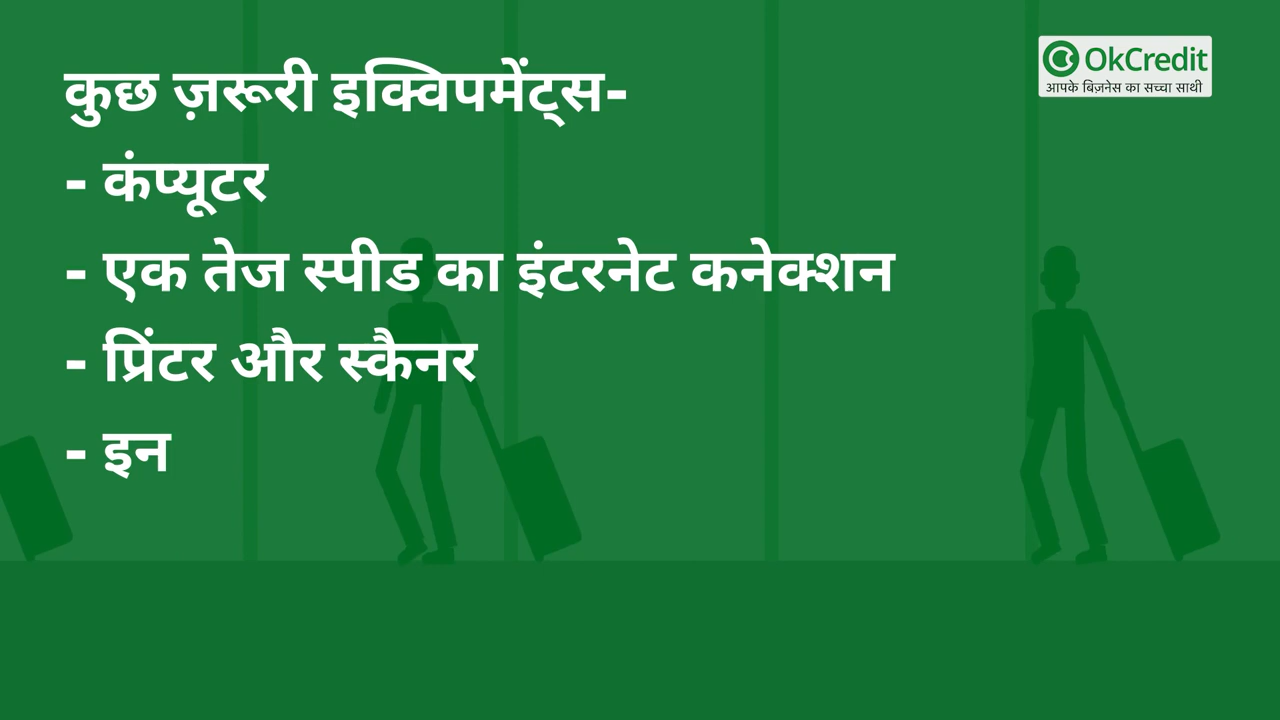 कुछ ज़रूरी इक्विपमेंट्स-
- कंप्यूटर
- एक तेज स्पीड का इंटरनेट कनेक्शन
- प्रिंटर और स्कैनर
- इन
OkCredit
आपके बिज़नेस का सच्चा साथी